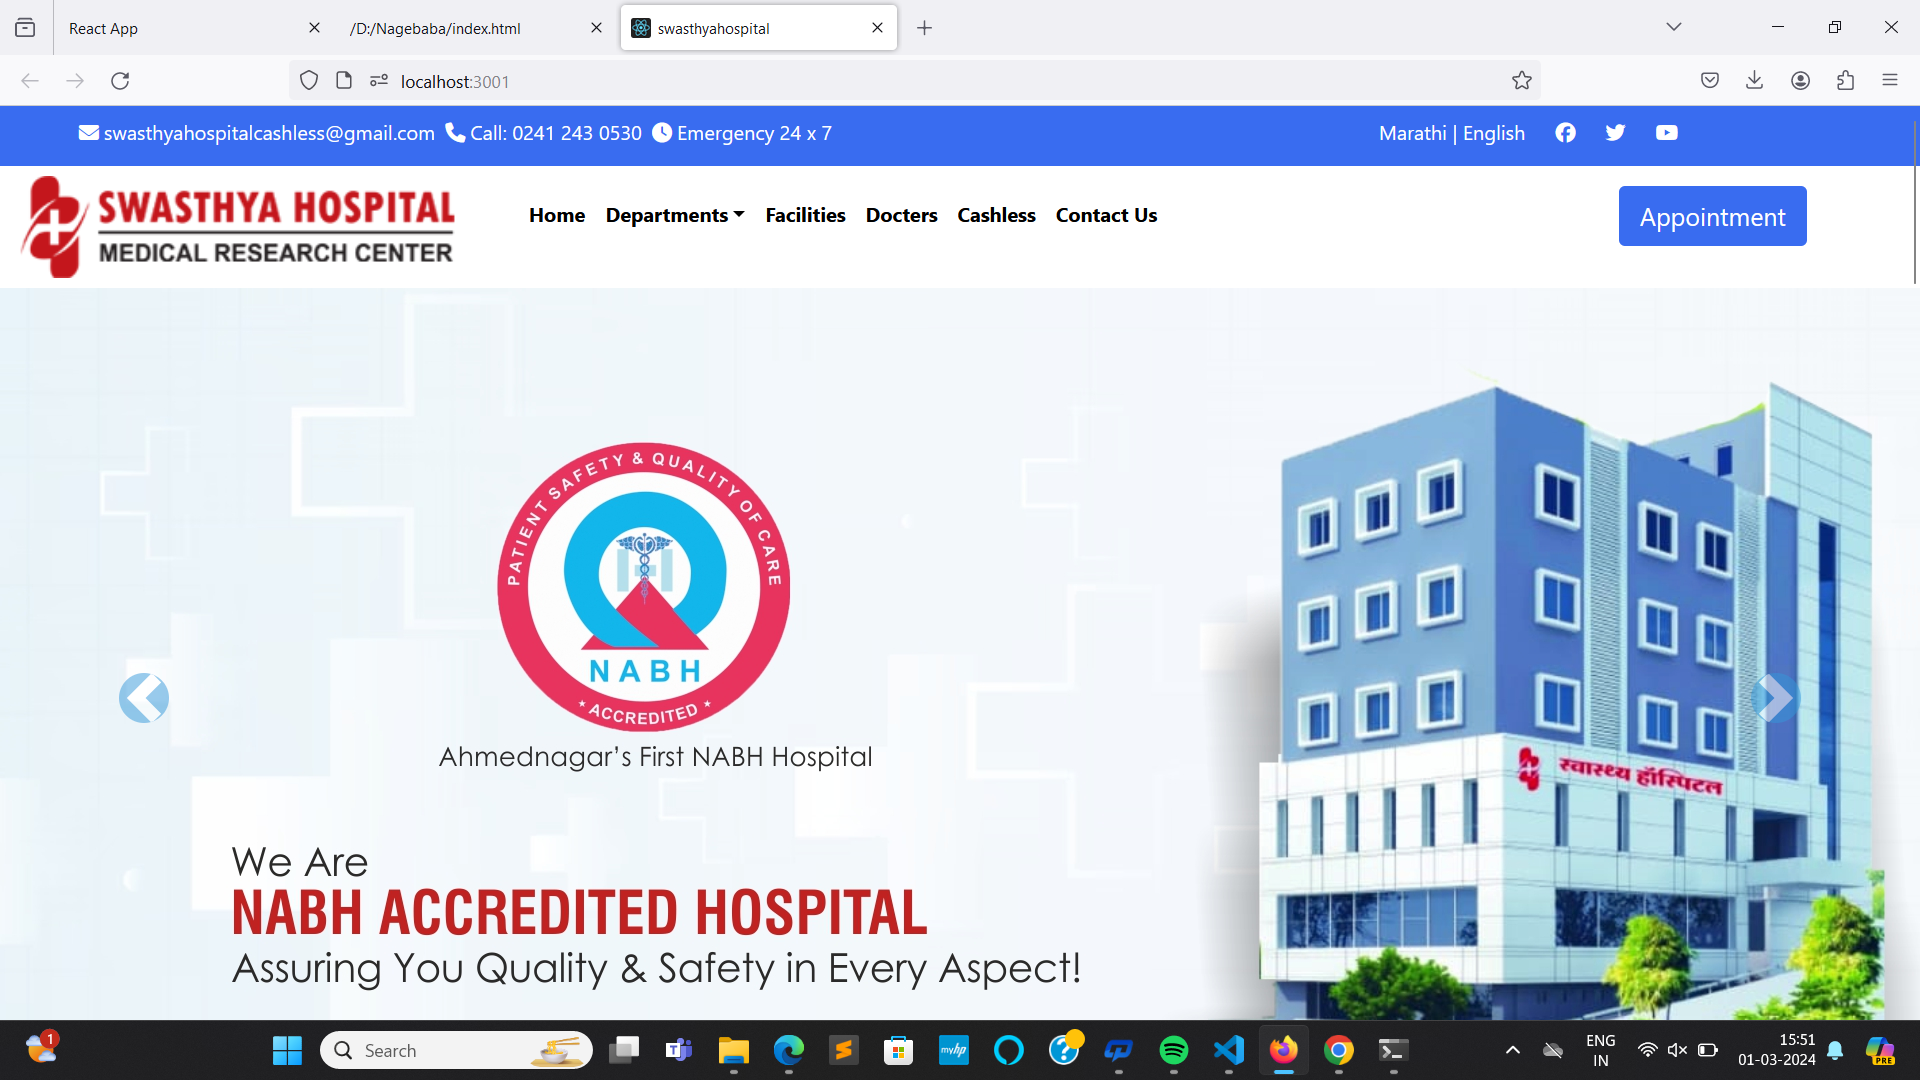 React App
/D:/Nagebaba/index.html
swasthyahospital
localhost:3001
swasthyahospitalcashless@gmail.com Call: 0241 243 0530 Emergency 24 x 7
Marathi | English
SWASTHYA HOSPITAL
MEDICAL RESEARCH CENTER
Home Departments Facilities Docters Cashless Contact Us
Appointment
PATIENT SAFETY & QUALITY OF CARE
NABH
ACCREDITED
Ahmednagar’s First NABH Hospital
स्वास्थ्य हॉस्पिटल
We Are
NABH ACCREDITED HOSPITAL
Assuring You Quality & Safety in Every Aspect!
1
Search
myhp
ENG
IN
15:51
01-03-2024
PRE